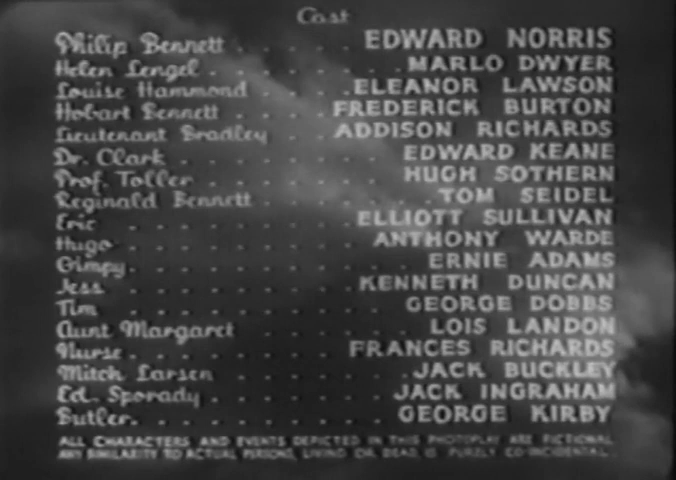 Cast
Philip Bennett . . . . . EDWARD NORRIS
Helen Lengel . . . . . . . . MARLO DWYER
Louise Hammond . . . . ELEANOR LAWSON
Hobart Bennett . . . . FREDERICK BURTON
Lieutenant Bradley . . . ADDISON RICHARDS
Dr. Clark . . . . . . . . EDWARD KEANE
Prof. Toller . . . . . . . . HUGH SOTHERN
Reginald Bennett . . . . . . . TOM SEIDEL
Eric . . . . . . . . . ELLIOTT SULLIVAN
Hugo . . . . . . . . . . ANTHONY WARDE
Gimpy . . . . . . . . . . . ERNIE ADAMS
Jess . . . . . . . . . KENNETH DUNCAN
Tim . . . . . . . . . . . GEORGE DOBBS
Aunt Margaret . . . . . . . LOIS LANDON
Nurse . . . . . . . . FRANCES RICHARDS
Mitch Larsen . . . . . . . JACK BUCKLEY
Ed. Sporady . . . . . . . JACK INGRAHAM
Butler . . . . . . . . . . GEORGE KIRBY
ALL CHARACTERS AND EVENTS DEPICTED IN THIS PHOTOPLAY ARE FICTIONAL.
ANY SIMILARITY TO ACTUAL PERSONS, LIVING OR DEAD, IS PURELY CO-INCIDENTAL.